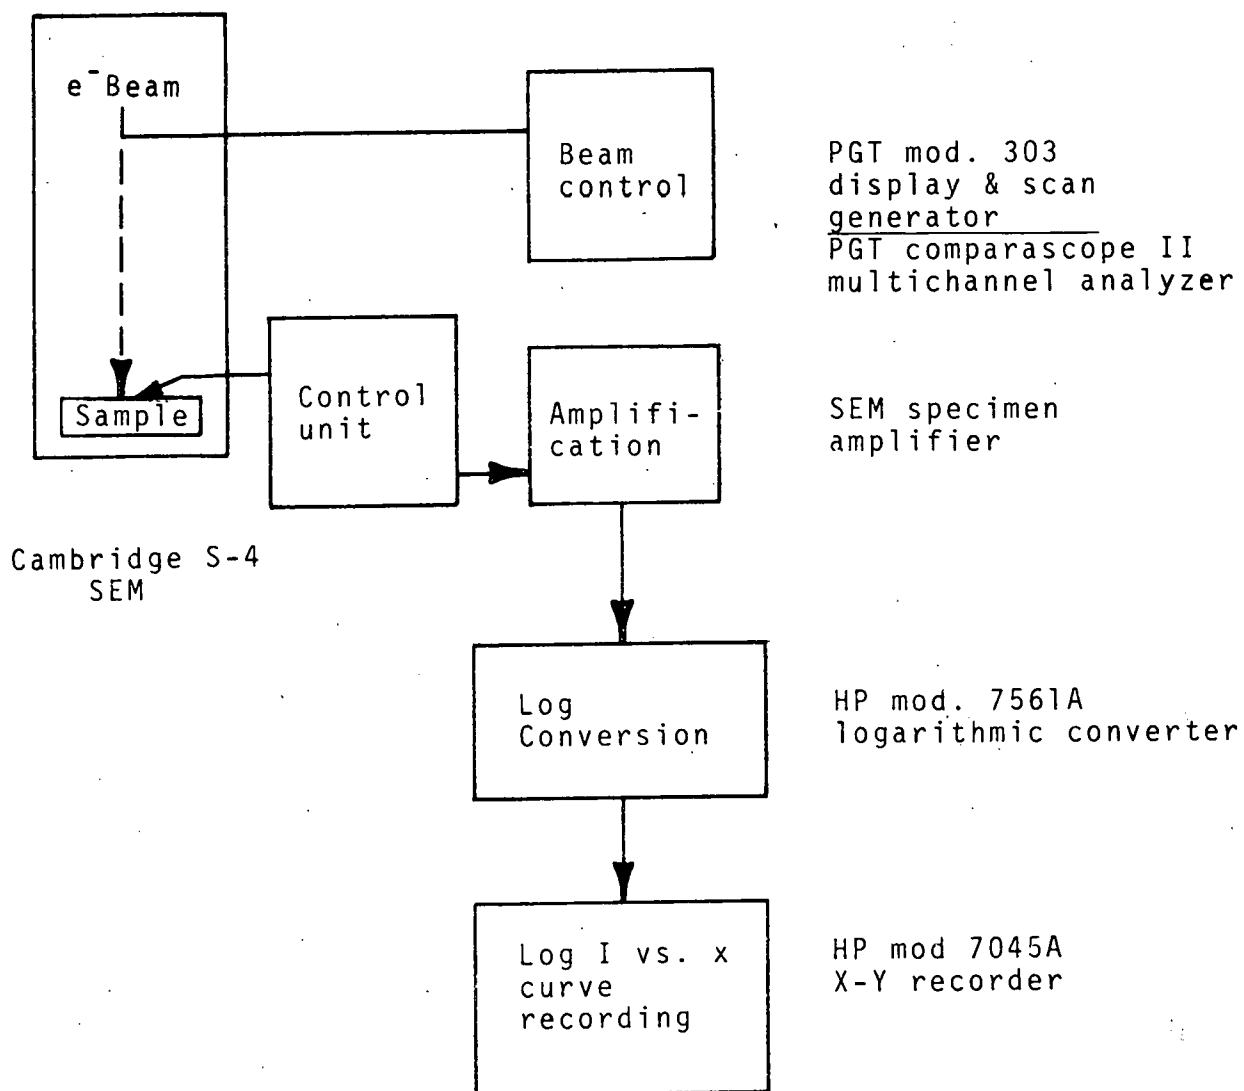 e⁻Beam
Beam
control
PGT mod. 303
display & scan
generator
PGT comparascope II
multichannel analyzer
Sample
Control
unit
Amplifi-
cation
SEM specimen
amplifier
Cambridge S-4
SEM
Log
Conversion
HP mod. 7561A
logarithmic converter
Log I vs. x
curve
recording
HP mod 7045A
X-Y recorder